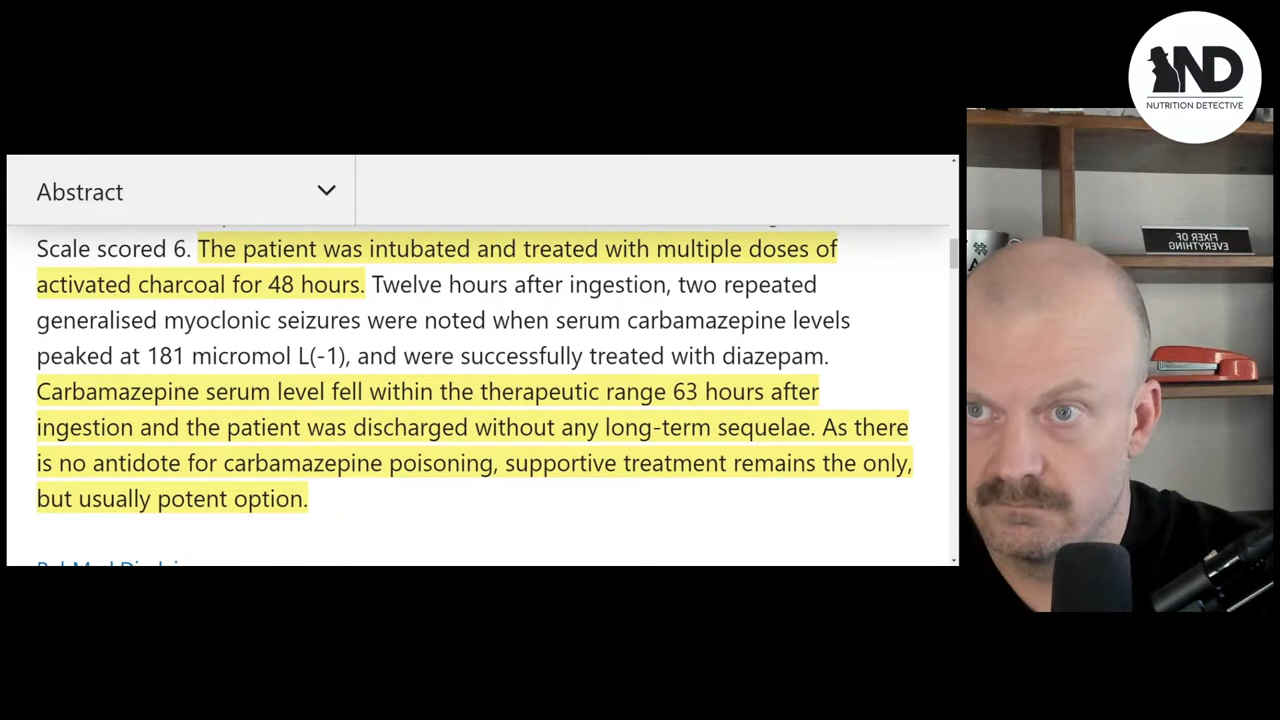 ND
NUTRITION DETECTIVE
Abstract
Scale scored 6. The patient was intubated and treated with multiple doses of
activated charcoal for 48 hours. Twelve hours after ingestion, two repeated
generalised myoclonic seizures were noted when serum carbamazepine levels
peaked at 181 micromol L(-1), and were successfully treated with diazepam.
Carbamazepine serum level fell within the therapeutic range 63 hours after
ingestion and the patient was discharged without any long-term sequelae. As there
is no antidote for carbamazepine poisoning, supportive treatment remains the only,
but usually potent option.
FIXER OF
EVERYTHING